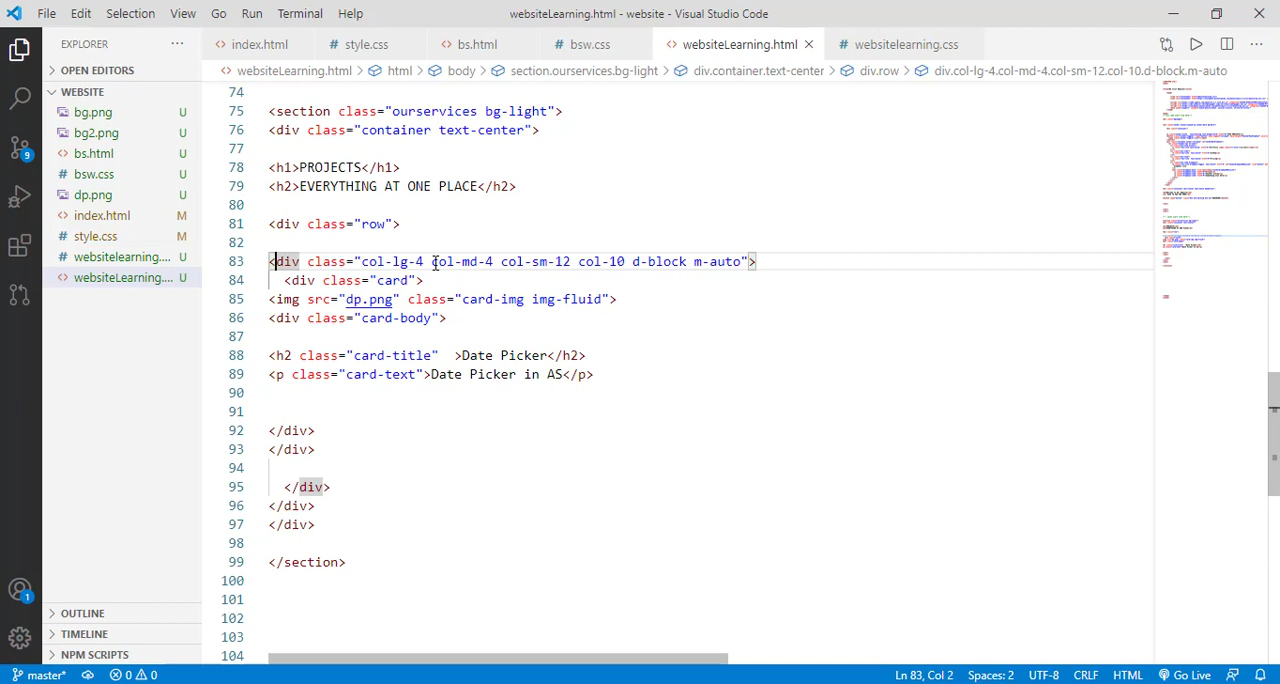 File Edit Selection View Go Run Terminal Help websiteLearning.html - website - Visual Studio Code
EXPLORER ··· <> index.html # style.css <> bs.html # bsw.css <> websiteLearning.html # websitelearning.css ···
OPEN EDITORS
<> websiteLearning.html > html > body > section.ourservices.bg-light > div.container.text-center > div.row > div.col-lg-4.col-md-4.col-sm-12.col-10.d-block.m-auto
WEBSITE
bg.png U
bg2.png U
<> bs.html U
# bsw.css U
dp.png U
<> index.html M
# style.css M
# websitelearning.... U
<> websiteLearning.... U
9
1
OUTLINE
TIMELINE
NPM SCRIPTS
74
75 <section class="ourservices bg-light">
76 <div class="container text-center">
77
78 <h1>PROJECTS</h1>
79 <h2>EVERYTHING AT ONE PLACE</h2>
80
81 <div class="row">
82
83 <div class="col-lg-4 col-md-4 col-sm-12 col-10 d-block m-auto">
84 <div class="card">
85 <img src="dp.png" class="card-img img-fluid">
86 <div class="card-body">
87
88 <h2 class="card-title"  >Date Picker</h2>
89 <p class="card-text">Date Picker in AS</p>
90
91
92 </div>
93 </div>
94
95 </div>
96 </div>
97 </div>
98
99 </section>
100
101
102
103
104
master* 0 0 Ln 83, Col 2 Spaces: 2 UTF-8 CRLF HTML Go Live